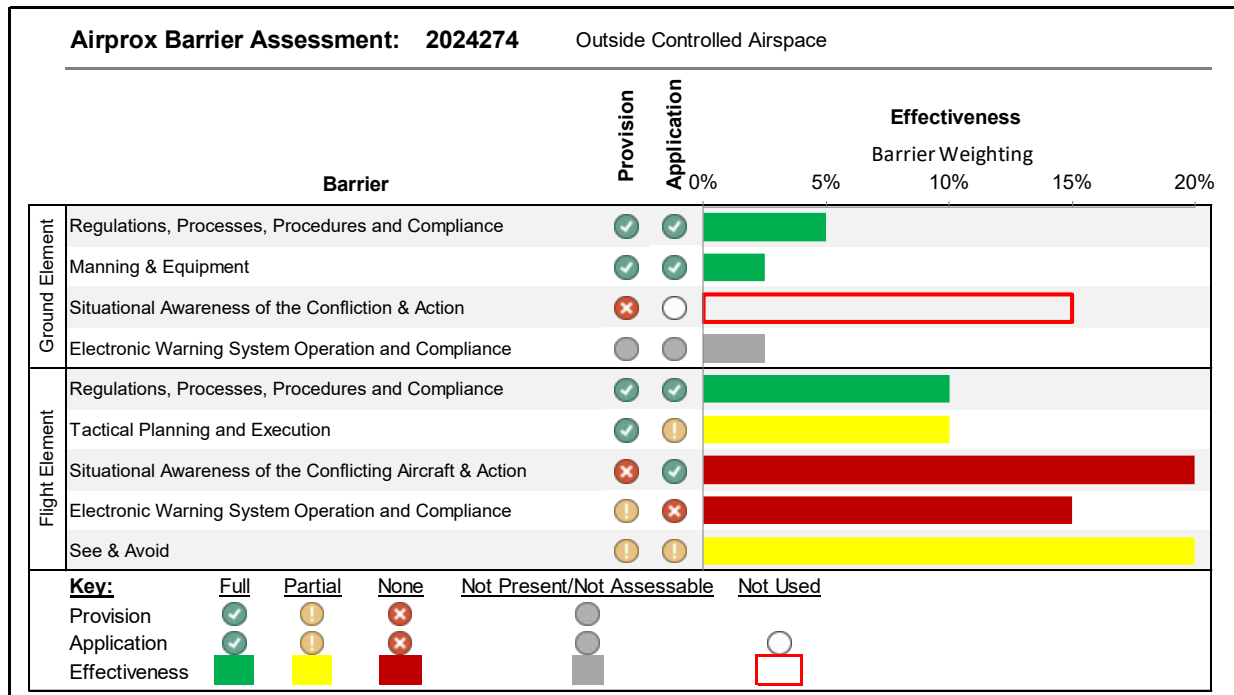 Airprox Barrier Assessment: 2024274 Outside Controlled Airspace
Provision
Application
Effectiveness
Barrier Weighting
Barrier
0% 5% 10% 15% 20%
Ground Element
Regulations, Processes, Procedures and Compliance
Manning & Equipment
Situational Awareness of the Confliction & Action
Electronic Warning System Operation and Compliance
Flight Element
Regulations, Processes, Procedures and Compliance
Tactical Planning and Execution
Situational Awareness of the Conflicting Aircraft & Action
Electronic Warning System Operation and Compliance
See & Avoid
Key: Full Partial None Not Present/Not Assessable Not Used
Provision
Application
Effectiveness